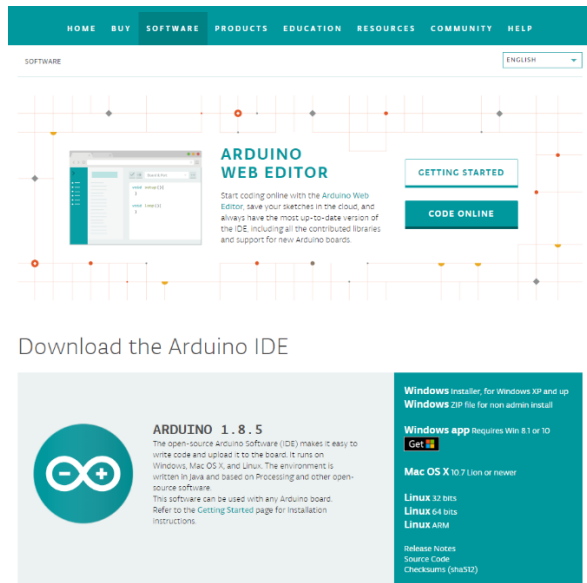 HOME BUY SOFTWARE PRODUCTS EDUCATION RESOURCES COMMUNITY HELP
SOFTWARE
ENGLISH
ARDUINO
WEB EDITOR
Start coding online with the Arduino Web
Editor, save your sketches in the cloud, and
always have the most up-to-date version of
the IDE, including all the contributed libraries
and support for new Arduino boards.
GETTING STARTED
CODE ONLINE
Download the Arduino IDE
ARDUINO 1.8.5
The open-source Arduino Software (IDE) makes it easy to
write code and upload it to the board. It runs on
Windows, Mac OS X, and Linux. The environment is
written in Java and based on Processing and other open-
source software.
This software can be used with any Arduino board.
Refer to the Getting Started page for Installation
instructions.
Windows Installer, for Windows XP and up
Windows ZIP file for non admin install
Windows app Requires Win 8.1 or 10
Get
Mac OS X 10.7 Lion or newer
Linux 32 bits
Linux 64 bits
Linux ARM
Release Notes
Source Code
Checksums (sha512)